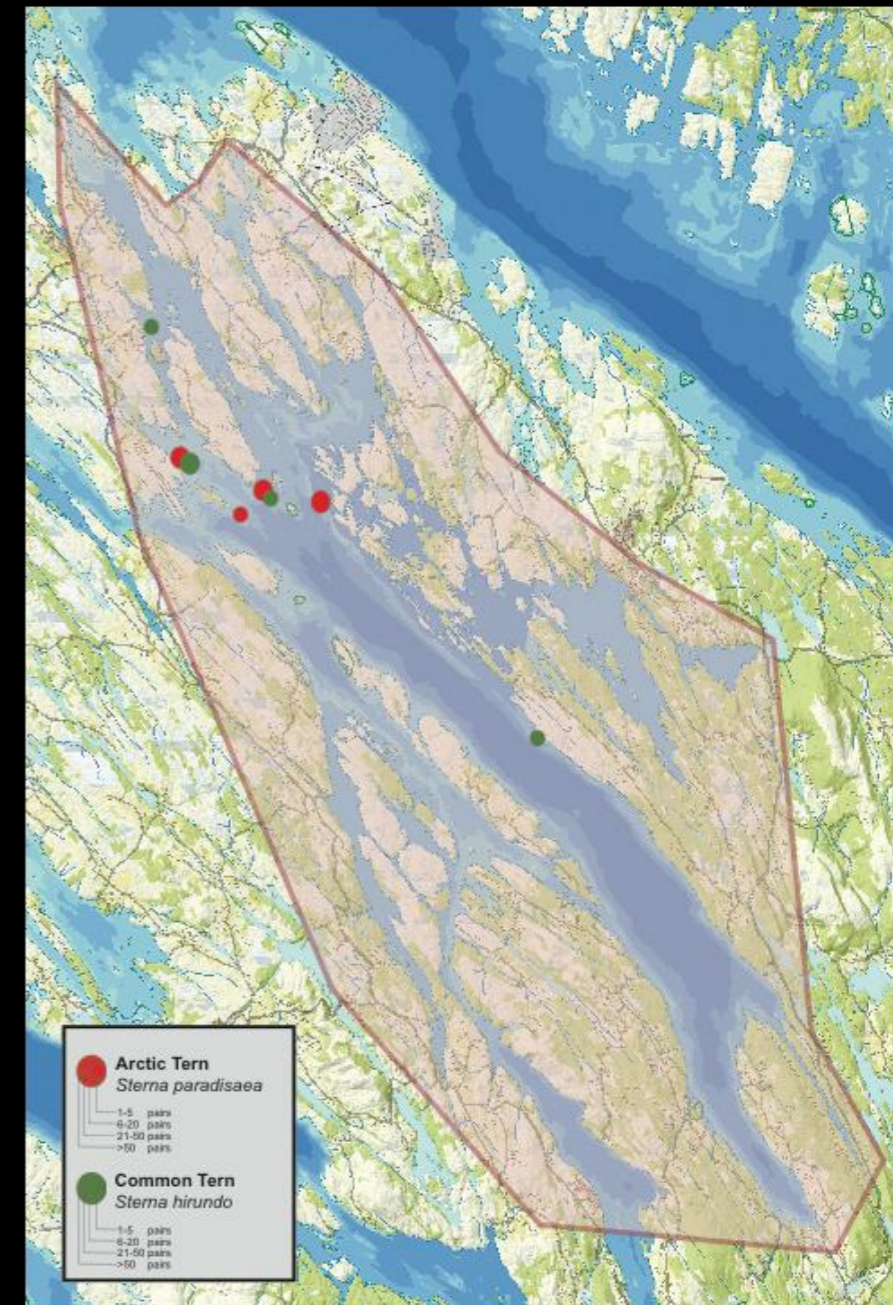 Arctic Tern
Sterna paradisaea
1-5 pairs
6-20 pairs
21-50 pairs
>50 pairs
Common Tern
Sterna hirundo
1-5 pairs
6-20 pairs
21-50 pairs
>50 pairs